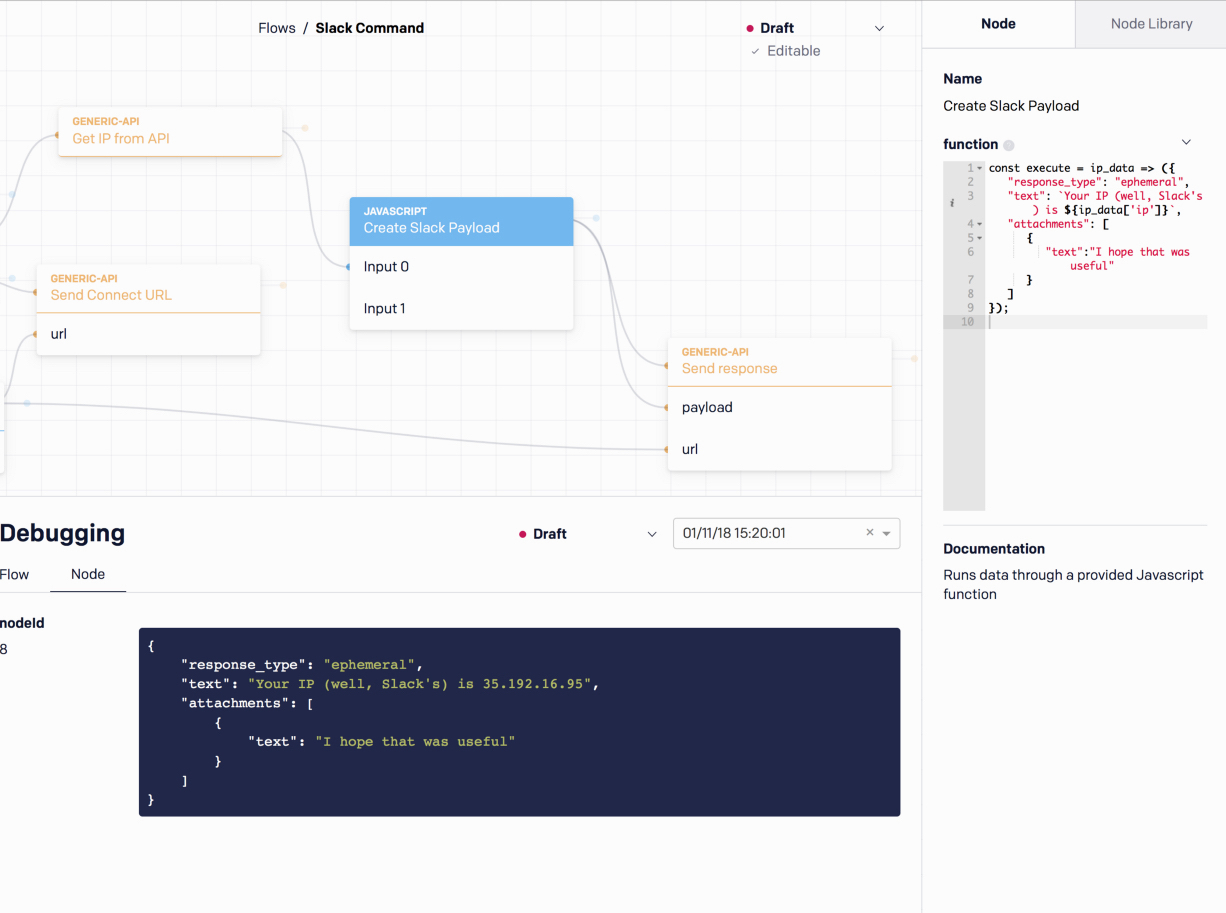 Flows / Slack Command
Draft
Editable
Node
Node Library
GENERIC-API
Get IP from API
JAVASCRIPT
Create Slack Payload
Input 0
Input 1
GENERIC-API
Send Connect URL
url
GENERIC-API
Send response
payload
url
Name
Create Slack Payload
function
1 const execute = ip_data => ({
2 "response_type": "ephemeral",
3 "text": `Your IP (well, Slack's
) is ${ip_data['ip']}`,
4 "attachments": [
5 {
6 "text":"I hope that was
useful"
7 }
8 ]
9 });
10
i
Documentation
Runs data through a provided Javascript
function
Debugging
Draft
01/11/18 15:20:01
Flow
Node
nodeId
8
{
"response_type": "ephemeral",
"text": "Your IP (well, Slack's) is 35.192.16.95",
"attachments": [
{
"text": "I hope that was useful"
}
]
}